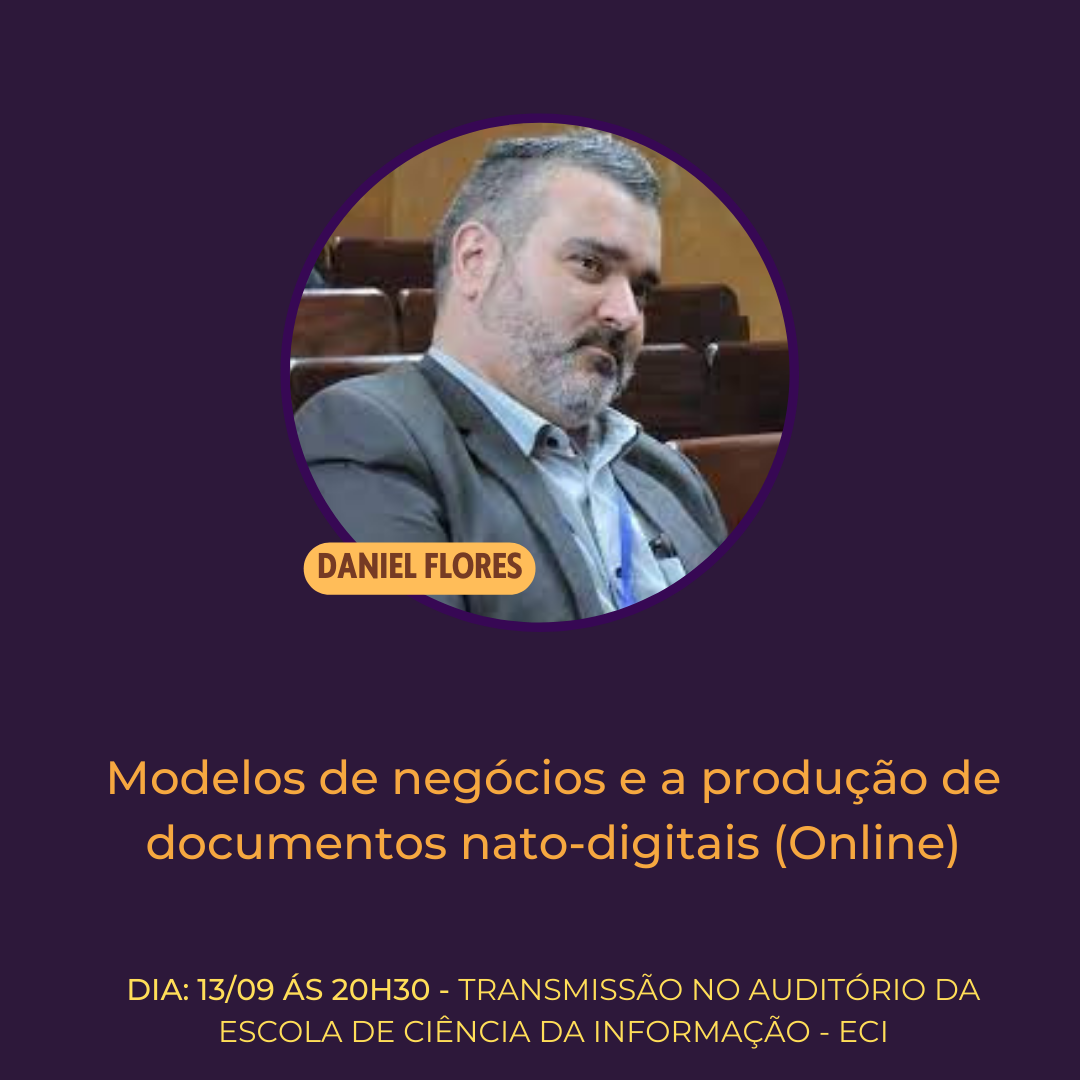 DANIEL FLORES
Modelos de negócios e a produção de
documentos nato-digitais (Online)
DIA: 13/09 ÁS 20H30 - TRANSMISSÃO NO AUDITÓRIO DA
ESCOLA DE CIÊNCIA DA INFORMAÇÃO - ECI